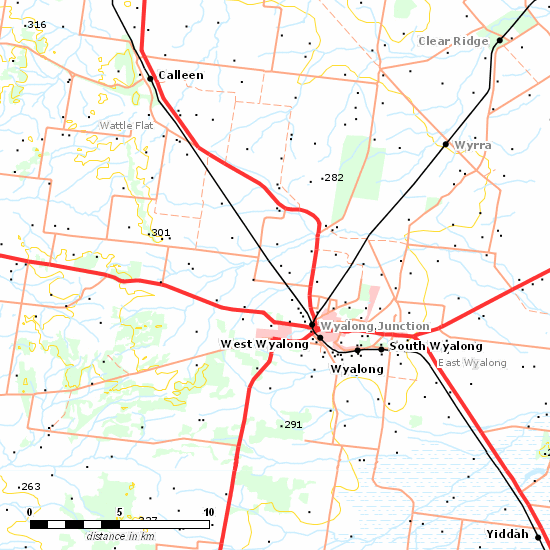 316
Clear Ridge
Calleen
Wattle Flat
Wyrra
282
301
Wyalong Junction
West Wyalong
South Wyalong
Wyalong
East Wyalong
291
263
0 5 10
distance in km
Yiddah